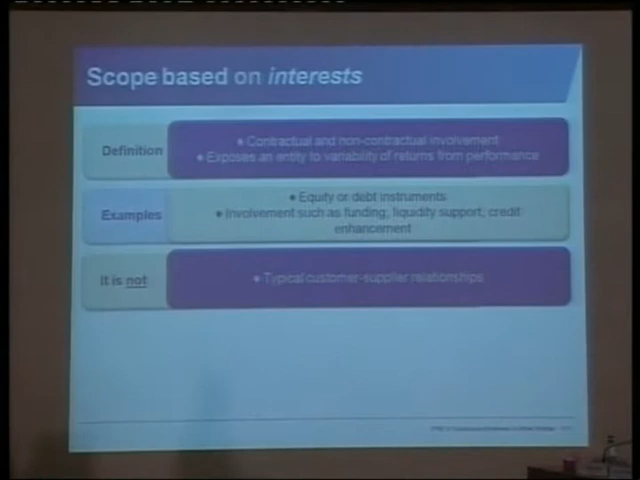 Scope based on interests
Definition
• Contractual and non-contractual involvement
• Exposes an entity to variability of returns from performance
Examples
• Equity or debt instruments
• Involvement such as funding, liquidity support, credit
enhancement
It is not
• Typical customer-supplier relationships